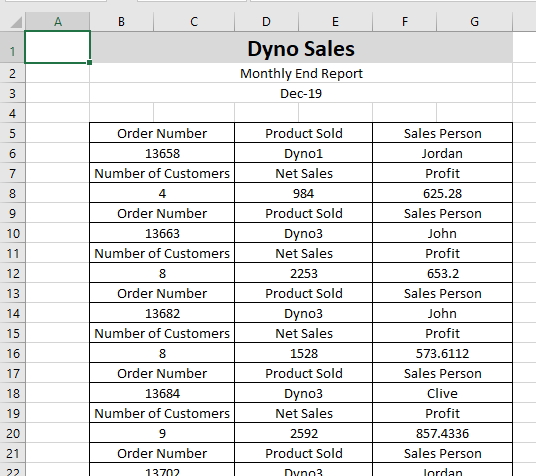 A B C D E F G
1 Dyno Sales
2 Monthly End Report
3 Dec-19
4
5 Order Number Product Sold Sales Person
6 13658 Dyno1 Jordan
7 Number of Customers Net Sales Profit
8 4 984 625.28
9 Order Number Product Sold Sales Person
10 13663 Dyno3 John
11 Number of Customers Net Sales Profit
12 8 2253 653.2
13 Order Number Product Sold Sales Person
14 13682 Dyno3 John
15 Number of Customers Net Sales Profit
16 8 1528 573.6112
17 Order Number Product Sold Sales Person
18 13684 Dyno3 Clive
19 Number of Customers Net Sales Profit
20 9 2592 857.4336
21 Order Number Product Sold Sales Person
22 13702 Dyno3 Jordan